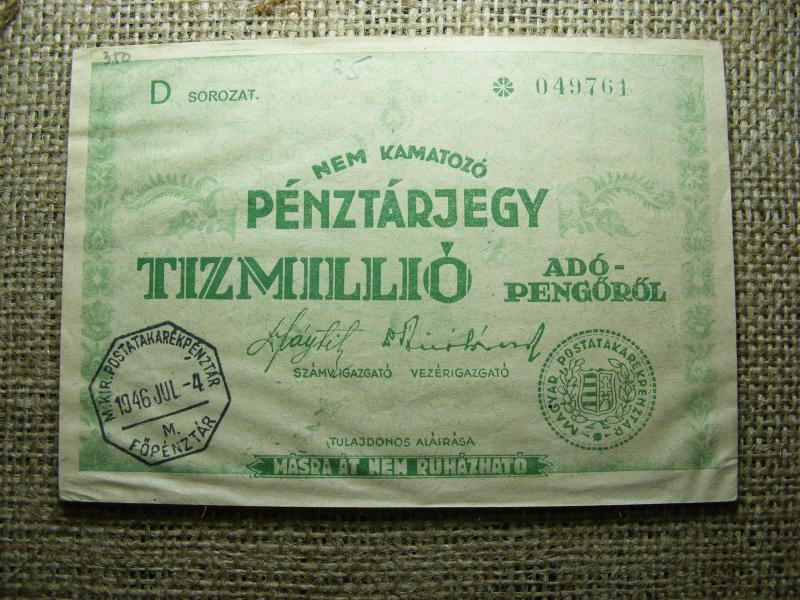 350
65
D SOROZAT.
049761
NEM KAMATOZÓ
PÉNZTÁRJEGY
TIZMILLIÓ
ADÓ-
PENGŐRŐL
SZÁMV. IGAZGATÓ VEZÉRIGAZGATÓ
M. KIR. POSTATAKARÉKPÉNZTÁR
1946 JUL. - 4
M.
FŐPÉNZTÁR
MAGYAR POSTATAKARÉKPÉNZTÁR
TULAJDONOS ALÁIRÁSA
MÁSRA ÁT NEM RUHÁZHATÓ